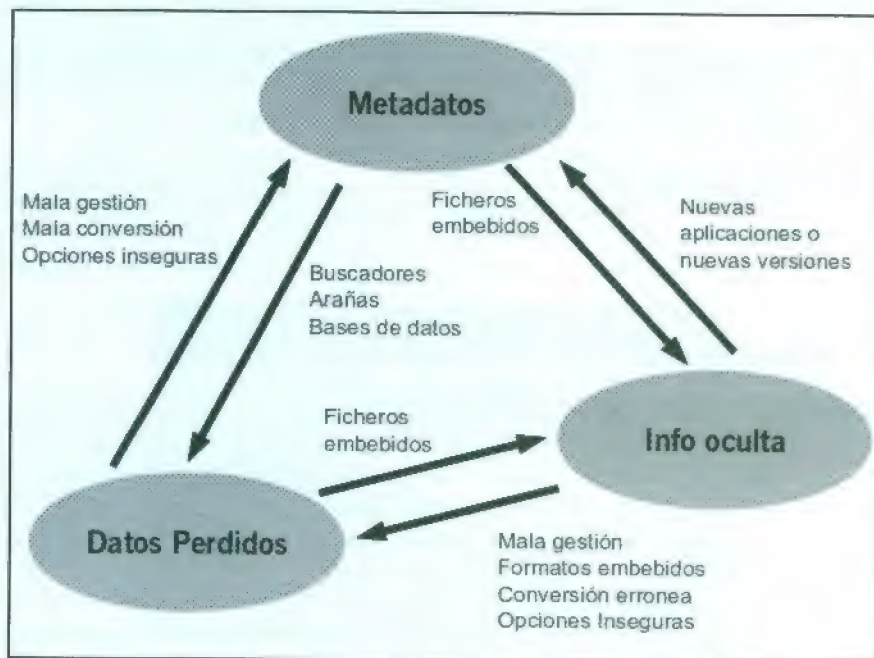 Metadatos
Mala gestión
Mala conversión
Opciones inseguras
Ficheros
embebidos
Nuevas
aplicaciones o
nuevas versiones
Buscadores
Arañas
Bases de datos
Ficheros
embebidos
Info oculta
Datos Perdidos
Mala gestión
Formatos embebidos
Conversión erronea
Opciones Inseguras